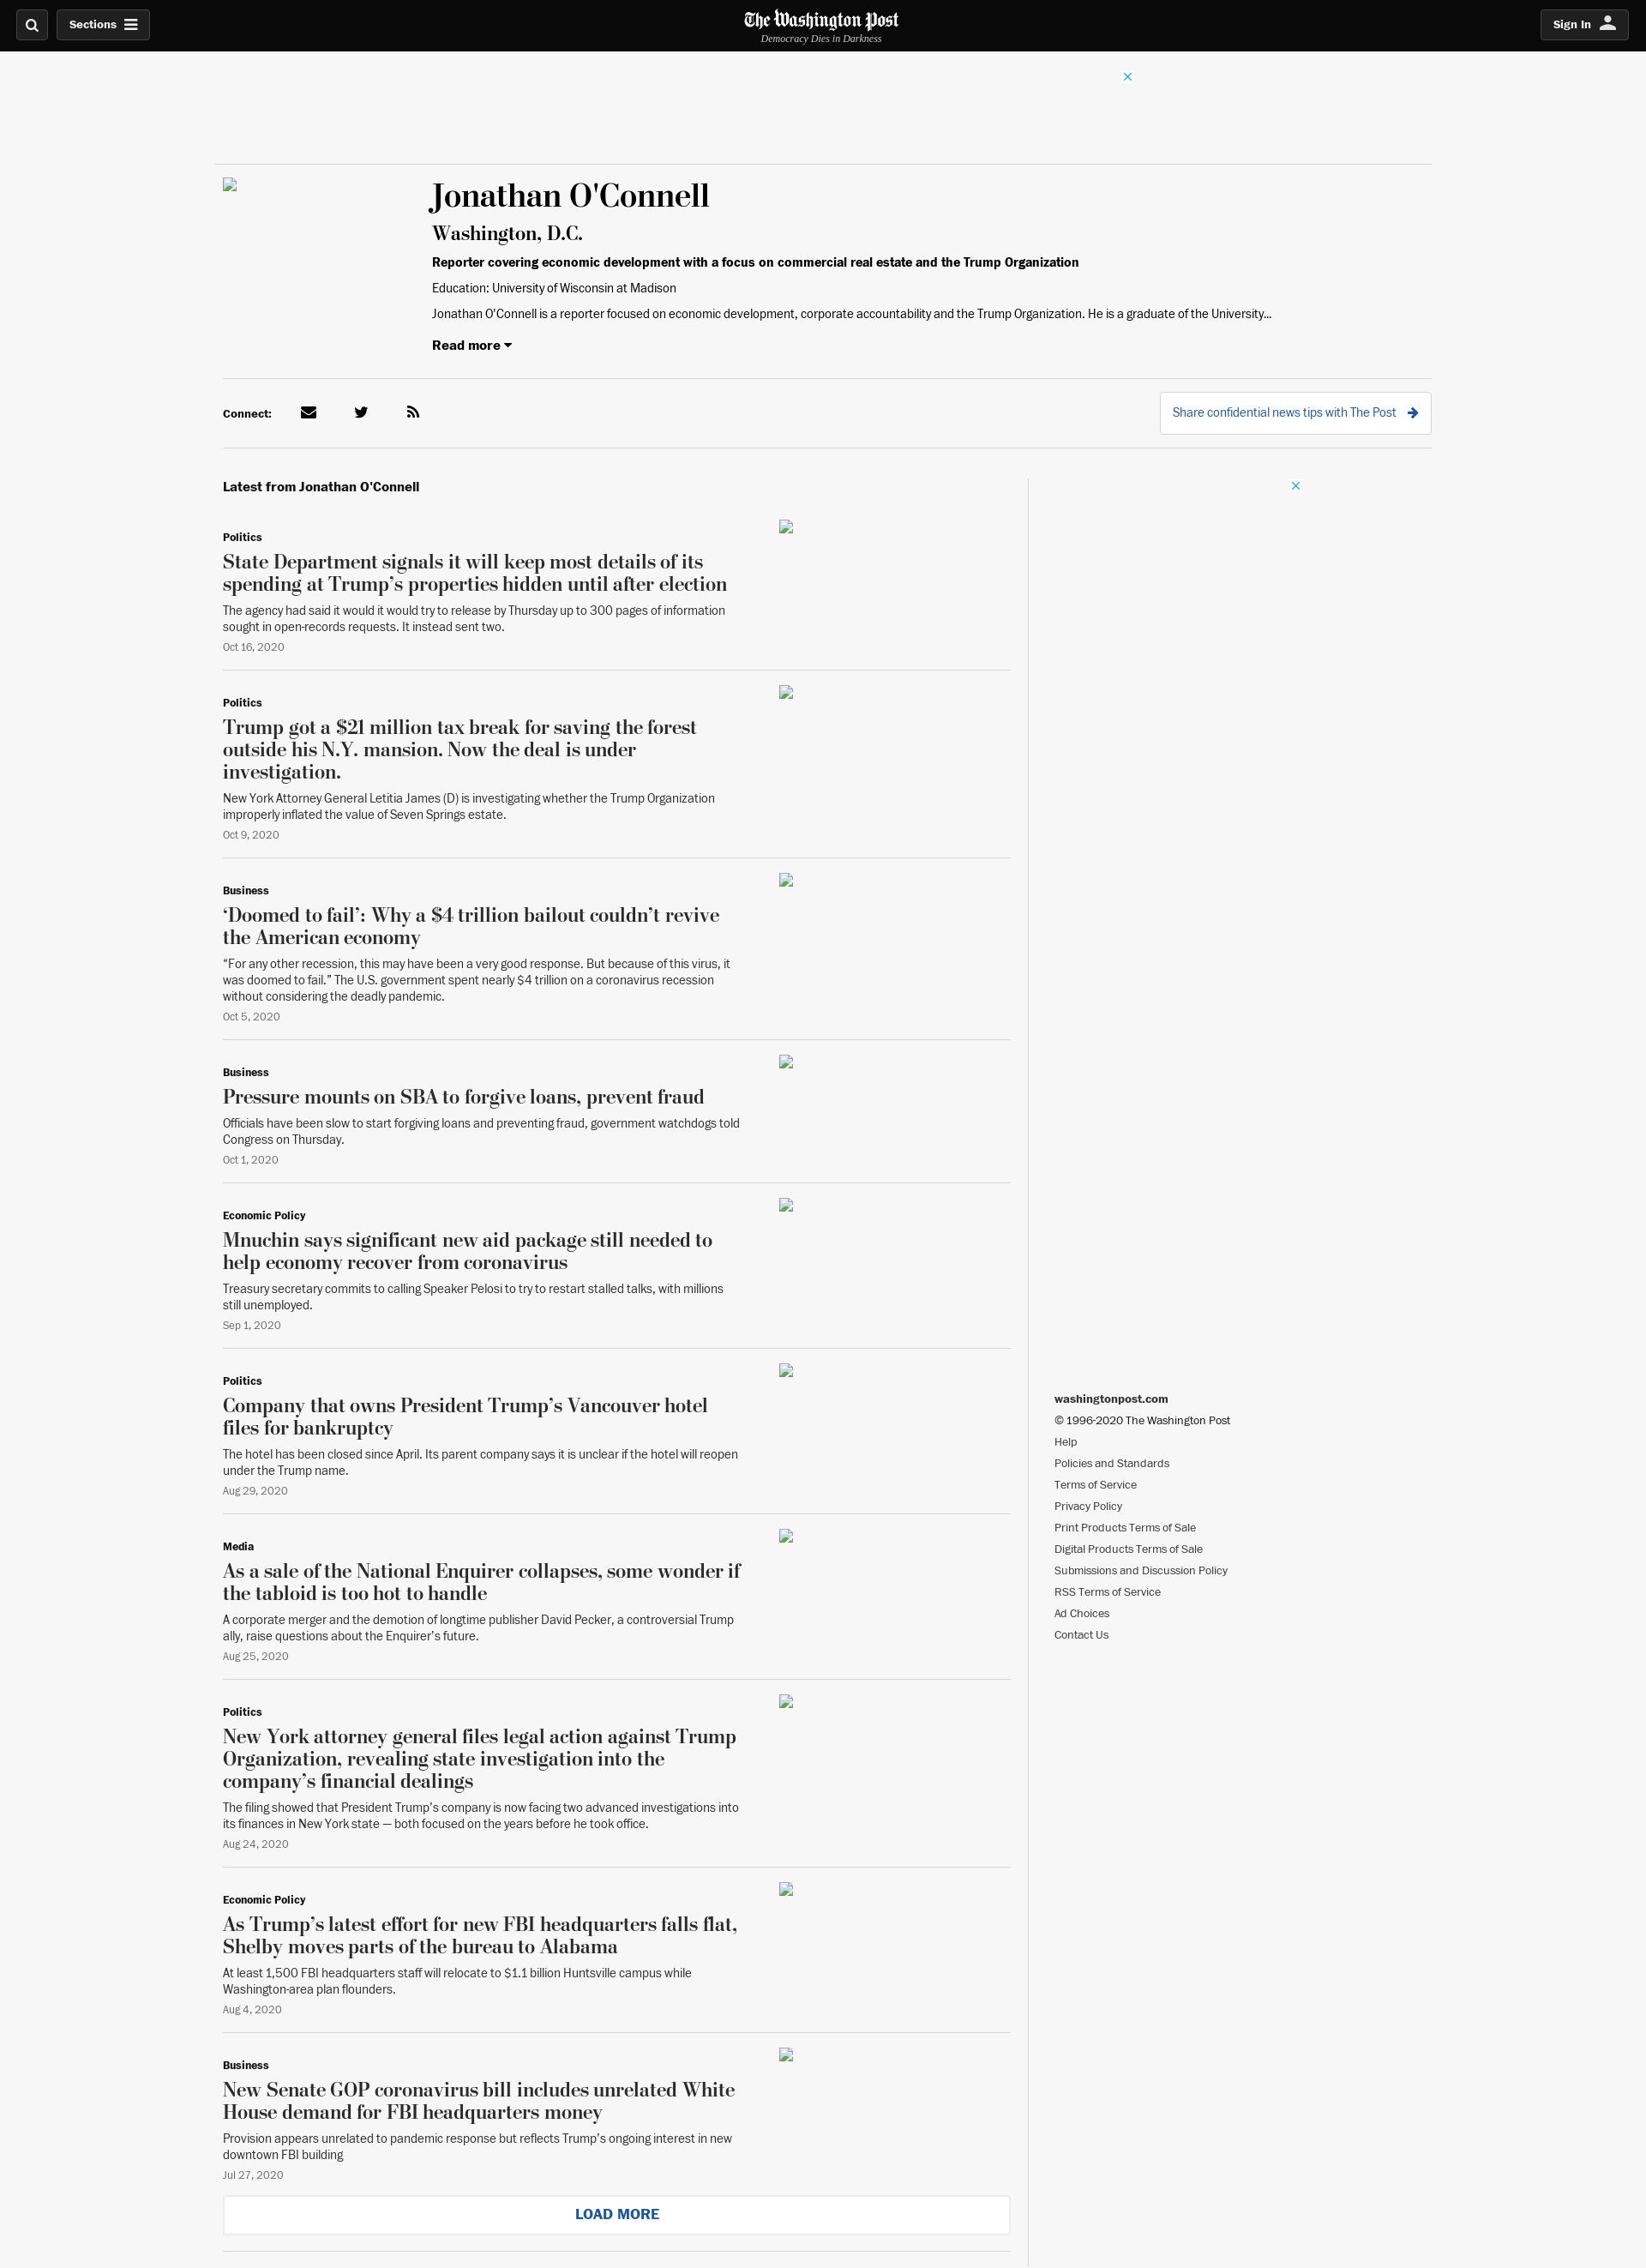 Sections
The Washington Post
Democracy Dies in Darkness
Sign In
Jonathan O'Connell
Washington, D.C.
Reporter covering economic development with a focus on commercial real estate and the Trump Organization
Education: University of Wisconsin at Madison
Jonathan O'Connell is a reporter focused on economic development, corporate accountability and the Trump Organization. He is a graduate of the University...
Read more
Connect:
Share confidential news tips with The Post
Latest from Jonathan O'Connell
Politics
State Department signals it will keep most details of its
spending at Trump’s properties hidden until after election
The agency had said it would it would try to release by Thursday up to 300 pages of information
sought in open-records requests. It instead sent two.
Oct 16, 2020
Politics
Trump got a $21 million tax break for saving the forest
outside his N.Y. mansion. Now the deal is under
investigation.
New York Attorney General Letitia James (D) is investigating whether the Trump Organization
improperly inflated the value of Seven Springs estate.
Oct 9, 2020
Business
‘Doomed to fail’: Why a $4 trillion bailout couldn’t revive
the American economy
“For any other recession, this may have been a very good response. But because of this virus, it
was doomed to fail.” The U.S. government spent nearly $4 trillion on a coronavirus recession
without considering the deadly pandemic.
Oct 5, 2020
Business
Pressure mounts on SBA to forgive loans, prevent fraud
Officials have been slow to start forgiving loans and preventing fraud, government watchdogs told
Congress on Thursday.
Oct 1, 2020
Economic Policy
Mnuchin says significant new aid package still needed to
help economy recover from coronavirus
Treasury secretary commits to calling Speaker Pelosi to try to restart stalled talks, with millions
still unemployed.
Sep 1, 2020
Politics
Company that owns President Trump’s Vancouver hotel
files for bankruptcy
The hotel has been closed since April. Its parent company says it is unclear if the hotel will reopen
under the Trump name.
Aug 29, 2020
Media
As a sale of the National Enquirer collapses, some wonder if
the tabloid is too hot to handle
A corporate merger and the demotion of longtime publisher David Pecker, a controversial Trump
ally, raise questions about the Enquirer’s future.
Aug 25, 2020
Politics
New York attorney general files legal action against Trump
Organization, revealing state investigation into the
company’s financial dealings
The filing showed that President Trump’s company is now facing two advanced investigations into
its finances in New York state — both focused on the years before he took office.
Aug 24, 2020
Economic Policy
As Trump’s latest effort for new FBI headquarters falls flat,
Shelby moves parts of the bureau to Alabama
At least 1,500 FBI headquarters staff will relocate to $1.1 billion Huntsville campus while
Washington-area plan flounders.
Aug 4, 2020
Business
New Senate GOP coronavirus bill includes unrelated White
House demand for FBI headquarters money
Provision appears unrelated to pandemic response but reflects Trump’s ongoing interest in new
downtown FBI building
Jul 27, 2020
LOAD MORE
washingtonpost.com
© 1996-2020 The Washington Post
Help
Policies and Standards
Terms of Service
Privacy Policy
Print Products Terms of Sale
Digital Products Terms of Sale
Submissions and Discussion Policy
RSS Terms of Service
Ad Choices
Contact Us